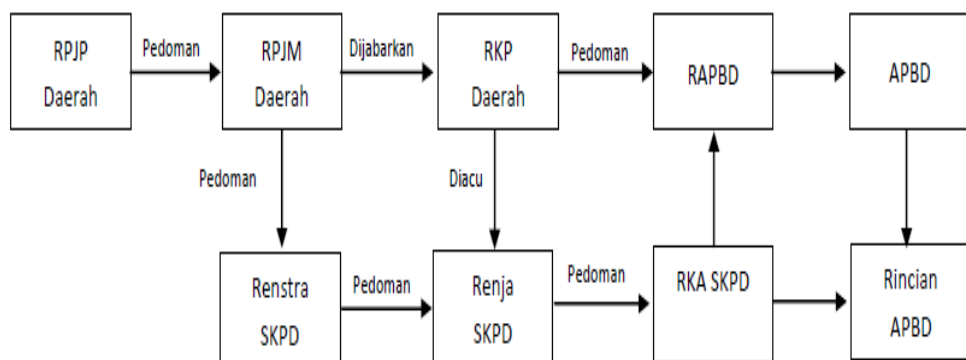 RPJP
Daerah
Pedoman
RPJM
Daerah
Dijabarkan
RKP
Daerah
Pedoman
RAPBD
APBD
Pedoman
Diacu
Renstra
SKPD
Pedoman
Renja
SKPD
Pedoman
RKA SKPD
Rincian
APBD